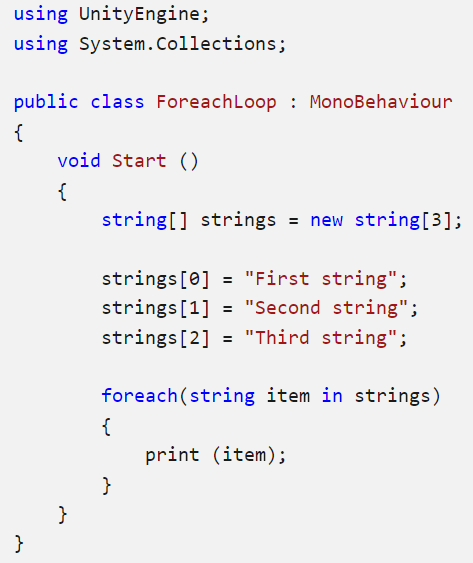 using UnityEngine;
using System.Collections;

public class ForeachLoop : MonoBehaviour
{
    void Start ()
    {
        string[] strings = new string[3];

        strings[0] = "First string";
        strings[1] = "Second string";
        strings[2] = "Third string";

        foreach(string item in strings)
        {
            print (item);
        }
    }
}